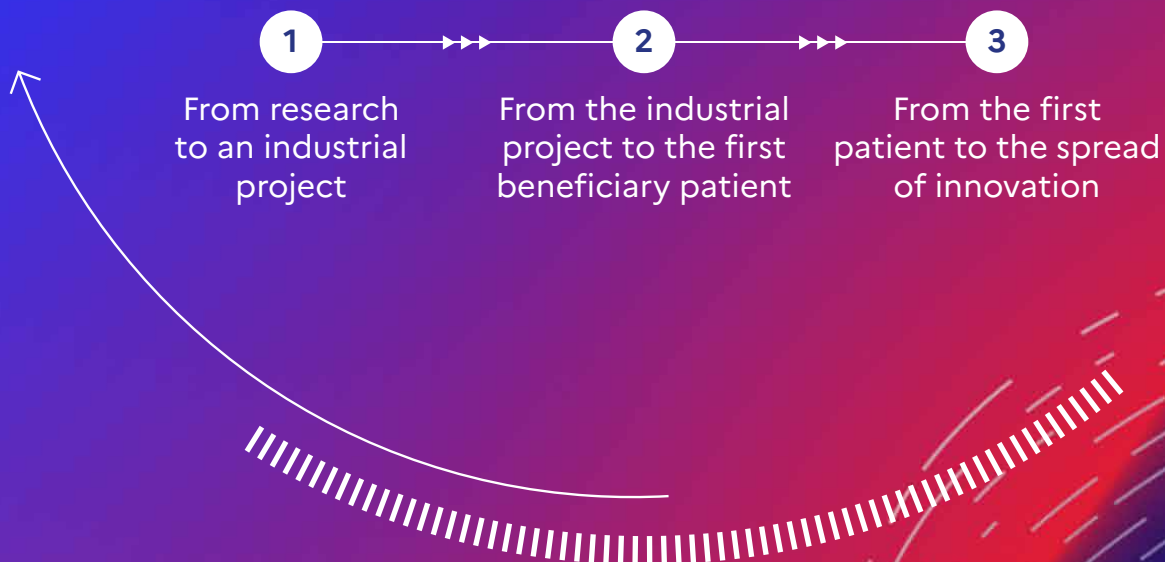 1
From research
to an industrial
project
2
From the industrial
project to the first
beneficiary patient
3
From the first
patient to the spread
of innovation